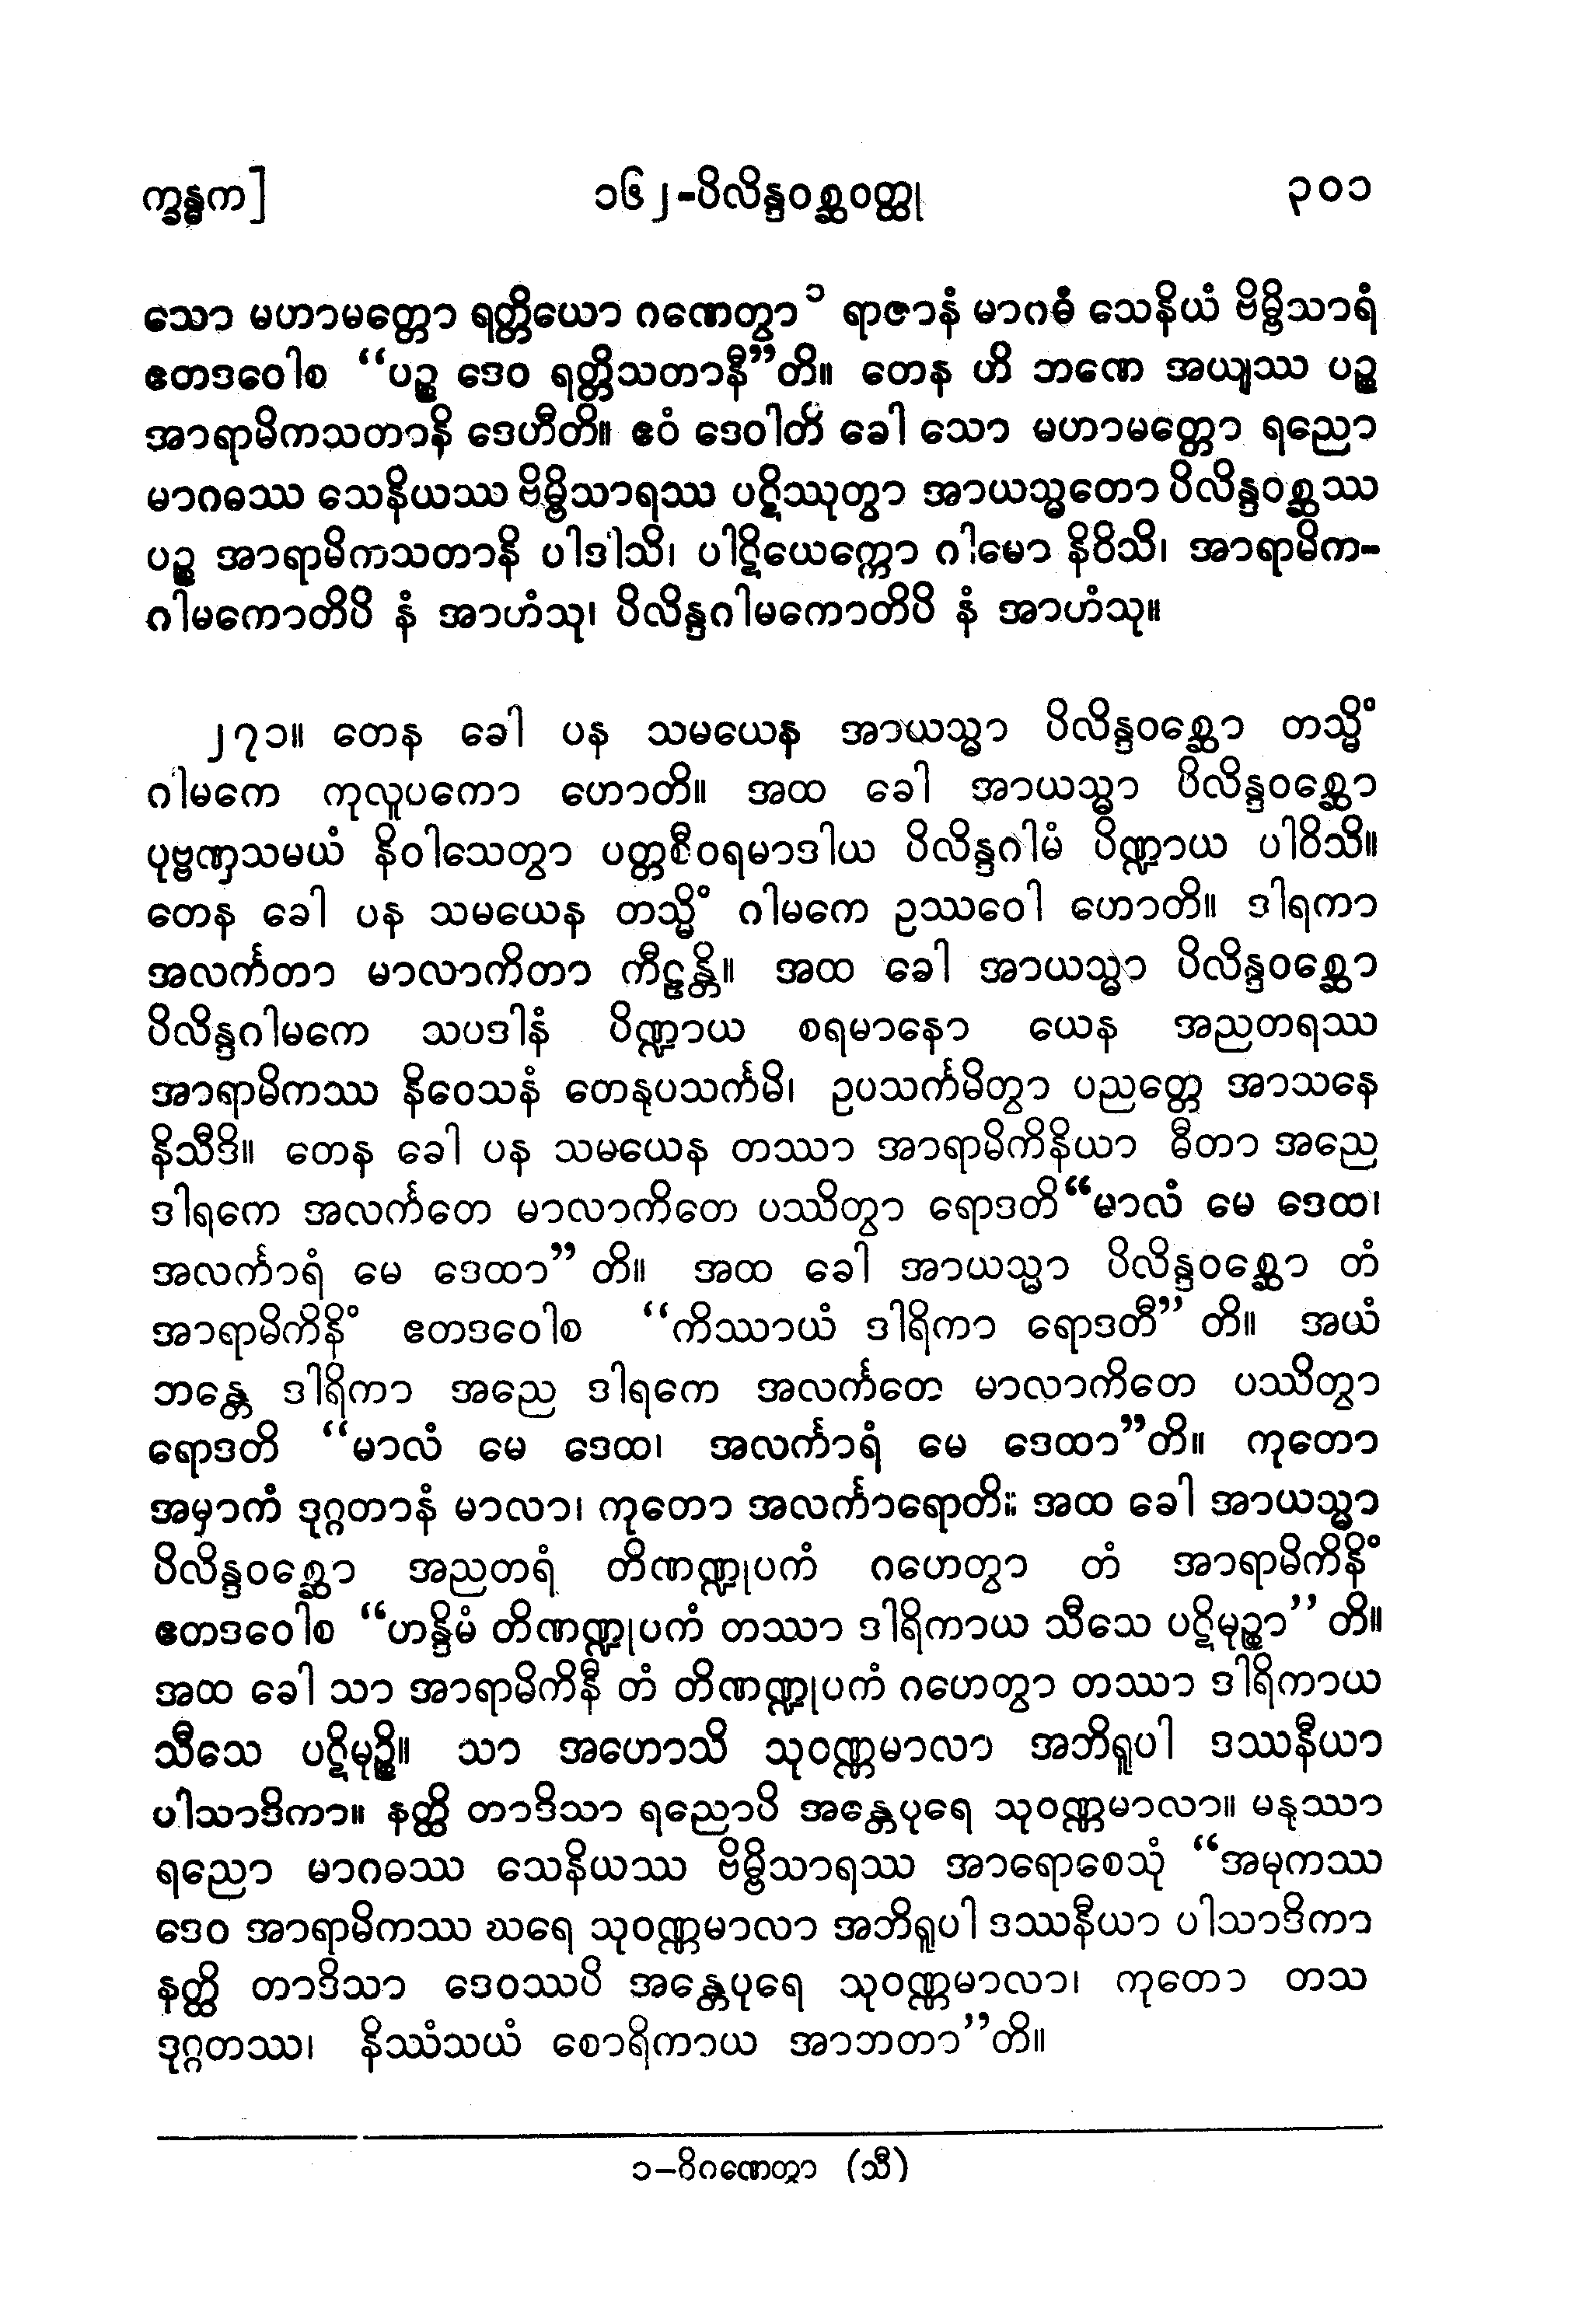 က္ခန္ဓက]
၁၆၂-ပိလိန္ဒဝစ္ဆဝတ္ထု
၃၀၁
သော မဟာမတ္တော ရတ္တိယော ဂဏေတွာ ၁ ရာဇာနံ မာဂဓံ သေနိယံ ဗိမ္ဗိသာရံ
ဧတဒဝေါစ “ပဉ္စ ဒေဝ ရတ္တိသတာနီ”တိ။ တေန ဟိ ဘဏေ အယျဿ ပဉ္စ
အာရာမိကသတာနိ ဒေဟီတိ။ ဧဝံ ဒေဝါတိ ခေါ သော မဟာမတ္တော ရညော
မာဂဓဿ သေနိယဿ ဗိမ္ဗိသာရဿ ပဋိဿုတွာ အာယသ္မတော ပိလိန္ဒဝစ္ဆဿ
ပဉ္စ အာရာမိကသတာနိ ပါဒါသိ၊ ပါဋိယေက္ကော ဂါမော နိဝိသိ၊ အာရာမိက-
ဂါမကောတိပိ နံ အာဟံသု၊ ပိလိန္ဒဂါမကောတိပိ နံ အာဟံသု။
၂၇၁။ တေန ခေါ ပန သမယေန အာယသ္မာ ပိလိန္ဒဝစ္ဆော တသ္မိံ
ဂါမကေ ကုလူပကော ဟောတိ။ အထ ခေါ အာယသ္မာ ပိလိန္ဒဝစ္ဆော
ပုဗ္ဗဏှသမယံ နိဝါသေတွာ ပတ္တစီဝရမာဒါယ ပိလိန္ဒဂါမံ ပိဏ္ဍာယ ပါဝိသိ။
တေန ခေါ ပန သမယေန တသ္မိံ ဂါမကေ ဥဿဝေါ ဟောတိ။ ဒါရကာ
အလင်္ကတာ မာလာကိတာ ကီဠန္တိ။ အထ ခေါ အာယသ္မာ ပိလိန္ဒဝစ္ဆော
ပိလိန္ဒဂါမကေ သပဒါနံ ပိဏ္ဍာယ စရမာနော ယေန အညတရဿ
အာရာမိကဿ နိဝေသနံ တေနုပသင်္ကမိ၊ ဥပသင်္ကမိတွာ ပညတ္တေ အာသနေ
နိသီဒိ။ တေန ခေါ ပန သမယေန တဿာ အာရာမိကိနိယာ ဓီတာ အညေ
ဒါရကေ အလင်္ကတေ မာလာကိတေ ပဿိတွာ ရောဒတိ “မာလံ မေ ဒေထ၊
အလင်္ကာရံ မေ ဒေထာ” တိ။ အထ ခေါ အာယသ္မာ ပိလိန္ဒဝစ္ဆော တံ
အာရာမိကိနိံ ဧတဒဝေါစ “ကိဿာယံ ဒါရိကာ ရောဒတီ” တိ။ အယံ
ဘန္တေ ဒါရိကာ အညေ ဒါရကေ အလင်္ကတေ မာလာကိတေ ပဿိတွာ
ရောဒတိ “မာလံ မေ ဒေထ၊ အလင်္ကာရံ မေ ဒေထာ”တိ။ ကုတော
အမှာကံ ဒုဂ္ဂတာနံ မာလာ၊ ကုတော အလင်္ကာရောတိ။ အထ ခေါ အာယသ္မာ
ပိလိန္ဒဝစ္ဆော အညတရံ တိဏဏ္ဍုပကံ ဂဟေတွာ တံ အာရာမိကိနိံ
ဧတဒဝေါစ “ဟန္ဒိမံ တိဏဏ္ဍုပကံ တဿာ ဒါရိကာယ သီသေ ပဋိမုဉ္စာ” တိ။
အထ ခေါ သာ အာရာမိကိနီ တံ တိဏဏ္ဍုပကံ ဂဟေတွာ တဿာ ဒါရိကာယ
သီသေ ပဋိမုဉ္စိ။ သာ အဟောသိ သုဝဏ္ဏမာလာ အဘိရူပါ ဒဿနီယာ
ပါသာဒိကာ။ နတ္ထိ တာဒိသာ ရညောပိ အန္တေပုရေ သုဝဏ္ဏမာလာ။ မနုဿာ
ရညော မာဂဓဿ သေနိယဿ ဗိမ္ဗိသာရဿ အာရောစေသုံ “အမုကဿ
ဒေဝ အာရာမိကဿ ဃရေ သုဝဏ္ဏမာလာ အဘိရူပါ ဒဿနီယာ ပါသာဒိကာ
နတ္ထိ တာဒိသာ ဒေဝဿပိ အန္တေပုရေ သုဝဏ္ဏမာလာ၊ ကုတော တသ
ဒုဂ္ဂတဿ၊ နိဿံသယံ စောရိကာယ အာဘတာ”တိ။
၁–ဝိဂဏေတွာ (သီ)